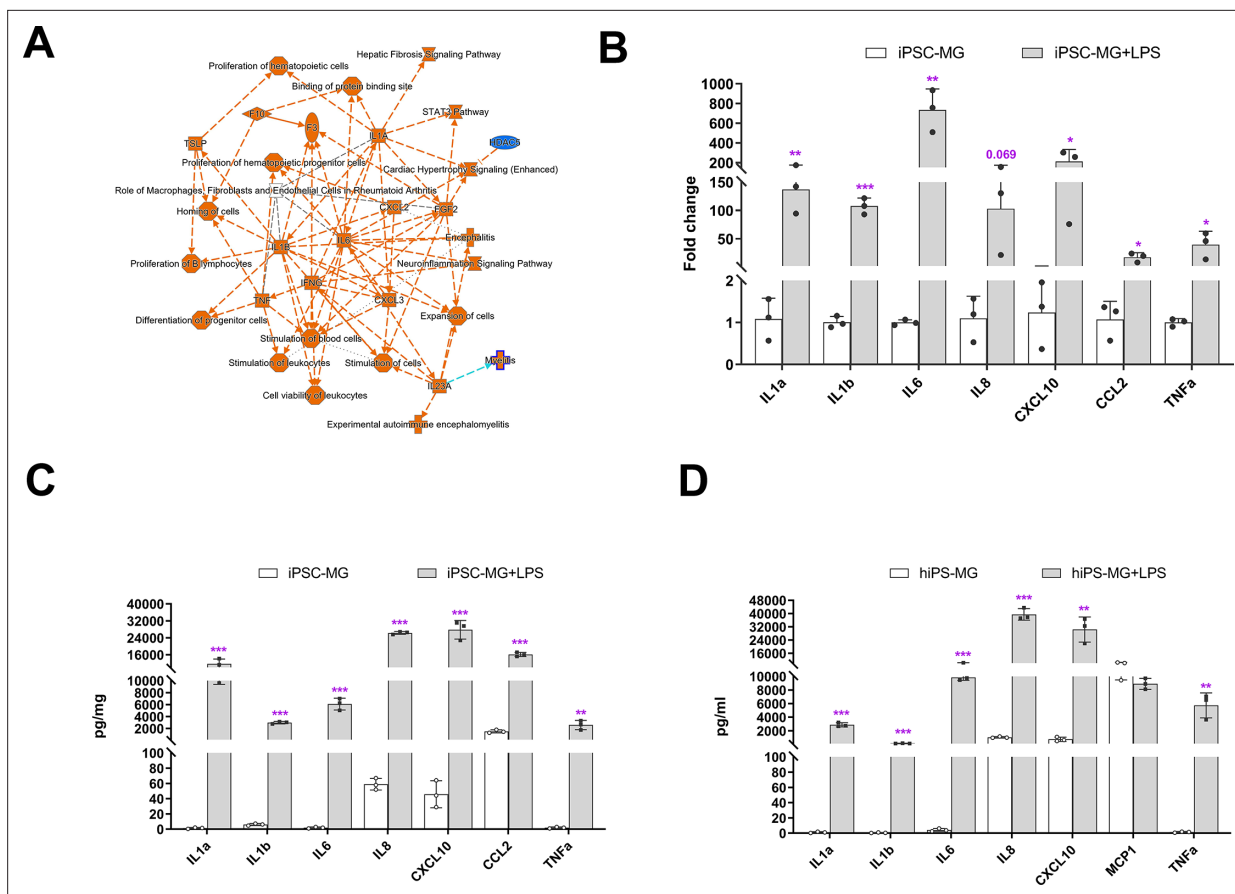 A
Hepatic Fibrosis Signaling Pathway
Proliferation of hematopoietic cells
Binding of protein binding site
F10
F3
STAT3 Pathway
IL1A
TSLP
HDAC5
Proliferation of hematopoietic progenitor cells
Cardiac Hypertrophy Signaling (Enhanced)
Role of Macrophages, Fibroblasts and Endothelial Cells in Rheumatoid Arthritis
Homing of cells
CXCL2
FGF2
IL1B
IL6
Encephalitis
Proliferation of B lymphocytes
Neuroinflammation Signaling Pathway
IFNG
TNF
CXCL3
Differentiation of progenitor cells
Expansion of cells
Stimulation of blood cells
Stimulation of leukocytes
Stimulation of cells
Myelitis
IL23A
Cell viability of leukocytes
Experimental autoimmune encephalomyelitis
B
iPSC-MG
iPSC-MG+LPS
Fold change
1000
800
600
400
200
150
100
50
2
1
0
**
***
**
0.069
*
*
*
IL1a
IL1b
IL6
IL8
CXCL10
CCL2
TNFa
C
iPSC-MG
iPSC-MG+LPS
pg/mg
40000
32000
24000
16000
10000
8000
6000
4000
2000
100
80
60
40
20
0
***
***
***
***
***
***
**
IL1a
IL1b
IL6
IL8
CXCL10
CCL2
TNFa
D
hiPS-MG
hiPS-MG+LPS
pg/ml
48000
40000
32000
24000
16000
10000
8000
6000
4000
2000
100
80
60
40
20
0
***
***
***
***
**
**
IL1a
IL1b
IL6
IL8
CXCL10
MCP1
TNFa